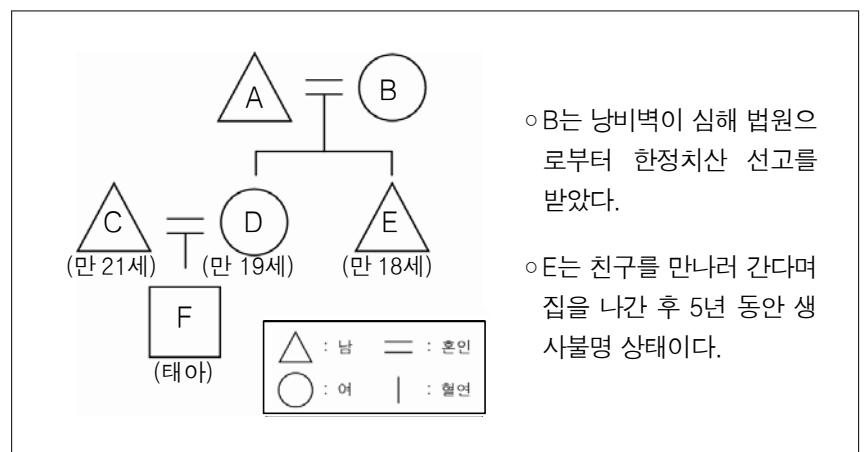 A
B
C
D
E
(만 21세)
(만 19세)
(만 18세)
F
(태아)
: 남
: 혼인
: 여
: 혈연
○B는 낭비벽이 심해 법원으
로부터 한정치산 선고를
받았다.
○E는 친구를 만나러 간다며
집을 나간 후 5년 동안 생
사불명 상태이다.